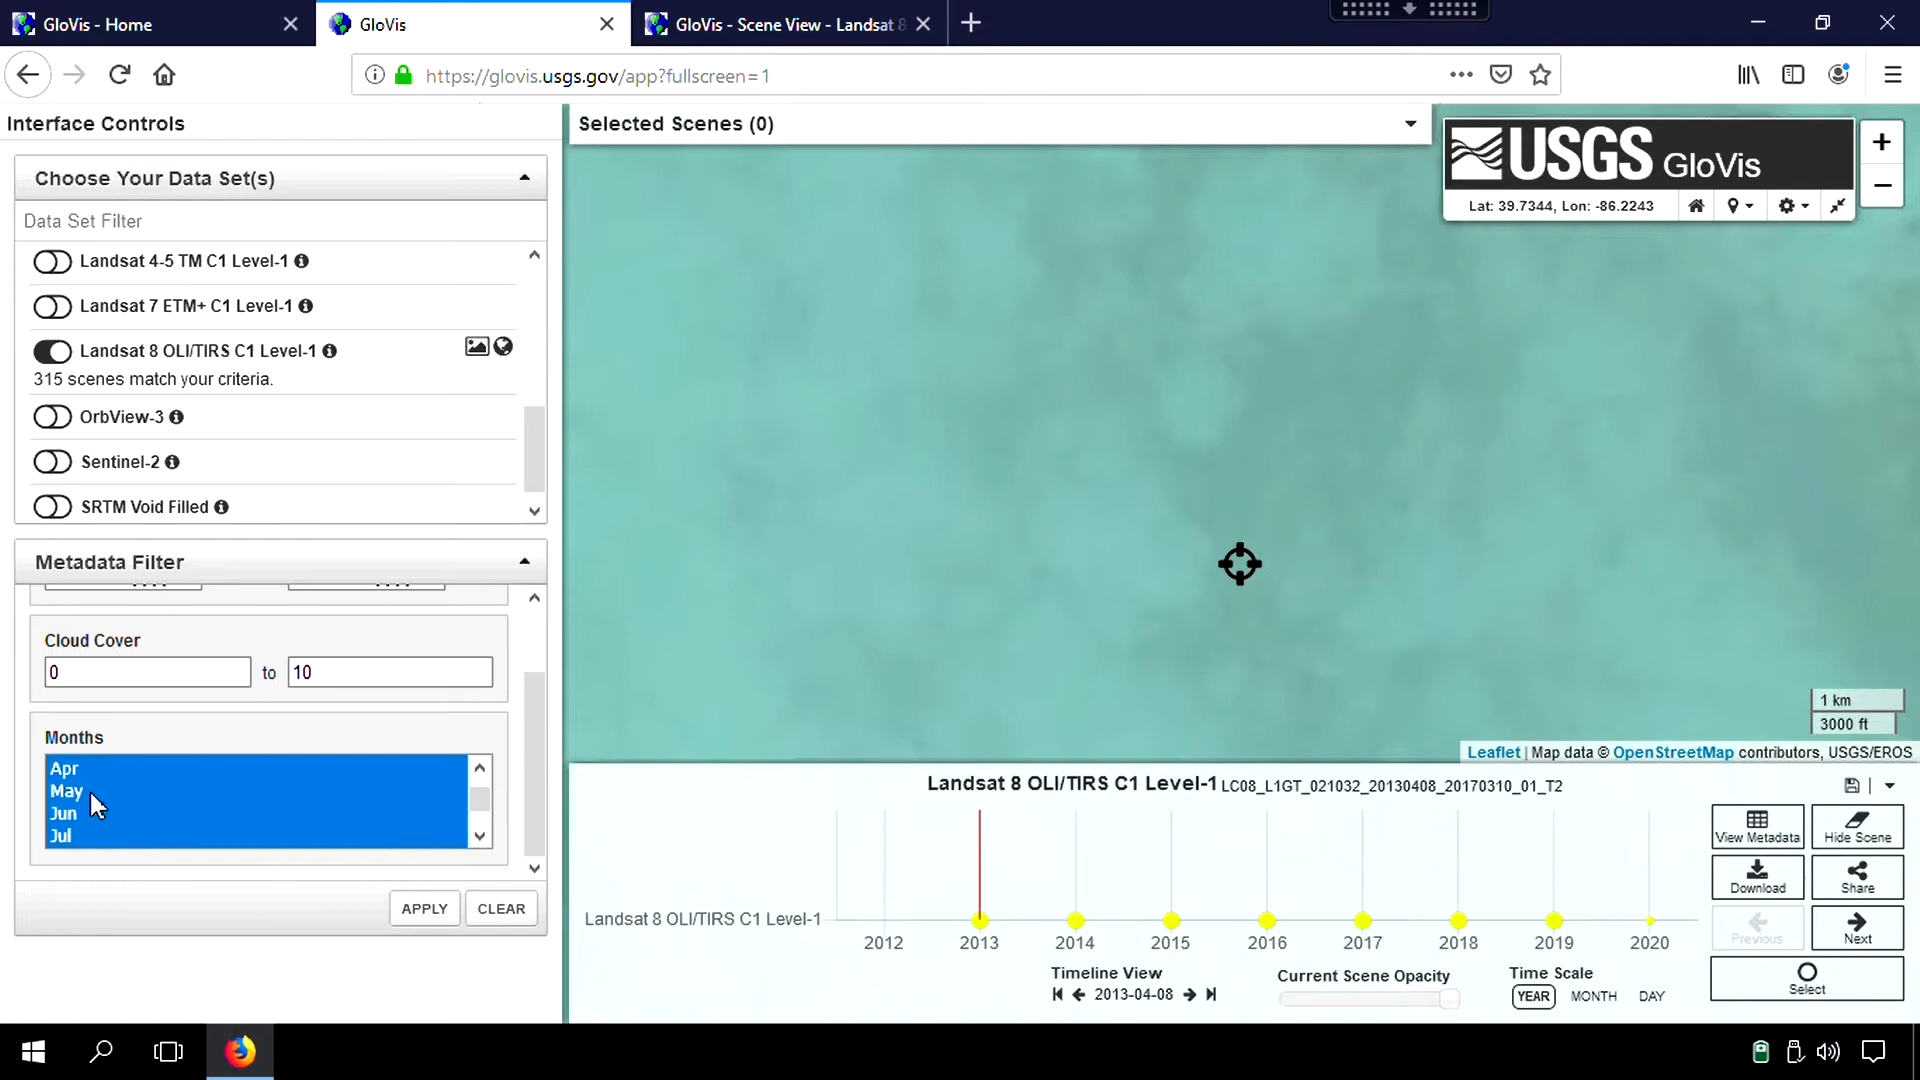 GloVis - Home
GloVis
GloVis - Scene View - Landsat 8
https://glovis.usgs.gov/app?fullscreen=1
Interface Controls
Choose Your Data Set(s)
Data Set Filter
Landsat 4-5 TM C1 Level-1
Landsat 7 ETM+ C1 Level-1
Landsat 8 OLI/TIRS C1 Level-1
315 scenes match your criteria.
OrbView-3
Sentinel-2
SRTM Void Filled
Metadata Filter
Cloud Cover
0 to 10
Months
Apr
May
Jun
Jul
APPLY CLEAR
Selected Scenes (0)
USGS GloVis
Lat: 39.7344, Lon: -86.2243
+
−
1 km
3000 ft
Leaflet | Map data © OpenStreetMap contributors, USGS/EROS
Landsat 8 OLI/TIRS C1 Level-1 LC08_L1GT_021032_20130408_20170310_01_T2
Landsat 8 OLI/TIRS C1 Level-1
2012 2013 2014 2015 2016 2017 2018 2019 2020
Timeline View
2013-04-08
Current Scene Opacity
Time Scale
YEAR MONTH DAY
View Metadata
Hide Scene
Download
Share
Previous
Next
Select